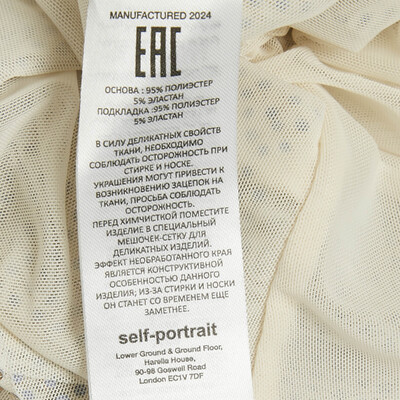 MANUFACTURED 2024
EAC
ОСНОВА : 95% ПОЛИЭСТЕР
5% ЭЛАСТАН
ПОДКЛАДКА :95% ПОЛИЭСТЕР
5% ЭЛАСТАН
В СИЛУ ДЕЛИКАТНЫХ СВОЙСТВ
ТКАНИ, НЕОБХОДИМО
СОБЛЮДАТЬ ОСТОРОЖНОСТЬ ПРИ
СТИРКЕ И НОСКЕ.
УКРАШЕНИЯ МОГУТ ПРИВЕСТИ К
ВОЗНИКНОВЕНИЮ ЗАЦЕПОК НА
ТКАНИ, ПРОСЬБА СОБЛЮДАТЬ
ОСТОРОЖНОСТЬ.
ПЕРЕД ХИМЧИСТКОЙ ПОМЕСТИТЕ
ИЗДЕЛИЕ В СПЕЦИАЛЬНЫЙ
МЕШОЧЕК-СЕТКУ ДЛЯ
ДЕЛИКАТНЫХ ИЗДЕЛИЙ.
ЭФФЕКТ НЕОБРАБОТАННОГО КРАЯ
ЯВЛЯЕТСЯ КОНСТРУКТИВНОЙ
ОСОБЕННОСТЬЮ ДАННОГО
ИЗДЕЛИЯ; ИЗ-ЗА СТИРКИ И НОСКИ
ОН СТАНЕТ СО ВРЕМЕНЕМ ЕЩЕ
ЗАМЕТНЕЕ.
self-portrait
Lower Ground & Ground Floor,
Harella House,
90-98 Goswell Road
London EC1V 7DF